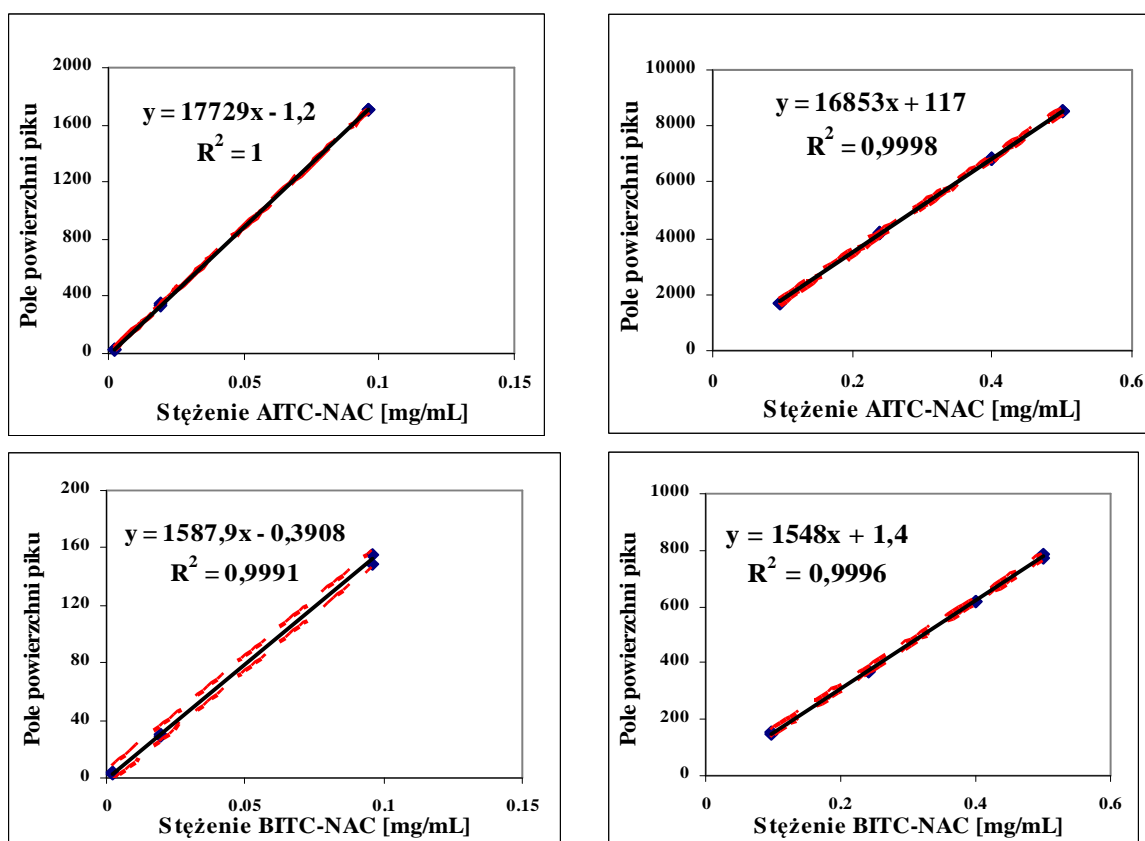 2000
1600
1200
800
400
0
y = 17729x - 1,2
R² = 1
0
0.05
0.1
0.15
Pole powierzchni piku
Stężenie AITC-NAC [mg/mL]
10000
8000
6000
4000
2000
0
y = 16853x + 117
R² = 0,9998
0
0.2
0.4
0.6
Pole powierzchni piku
Stężenie AITC-NAC [mg/mL]
200
160
120
80
40
0
y = 1587,9x - 0,3908
R² = 0,9991
0
0.05
0.1
0.15
Pole powierzchni piku
Stężenie BITC-NAC [mg/mL]
1000
800
600
400
200
0
y = 1548x + 1,4
R² = 0,9996
0
0.2
0.4
0.6
Pole powierzchni piku
Stężenie BITC-NAC [mg/mL]